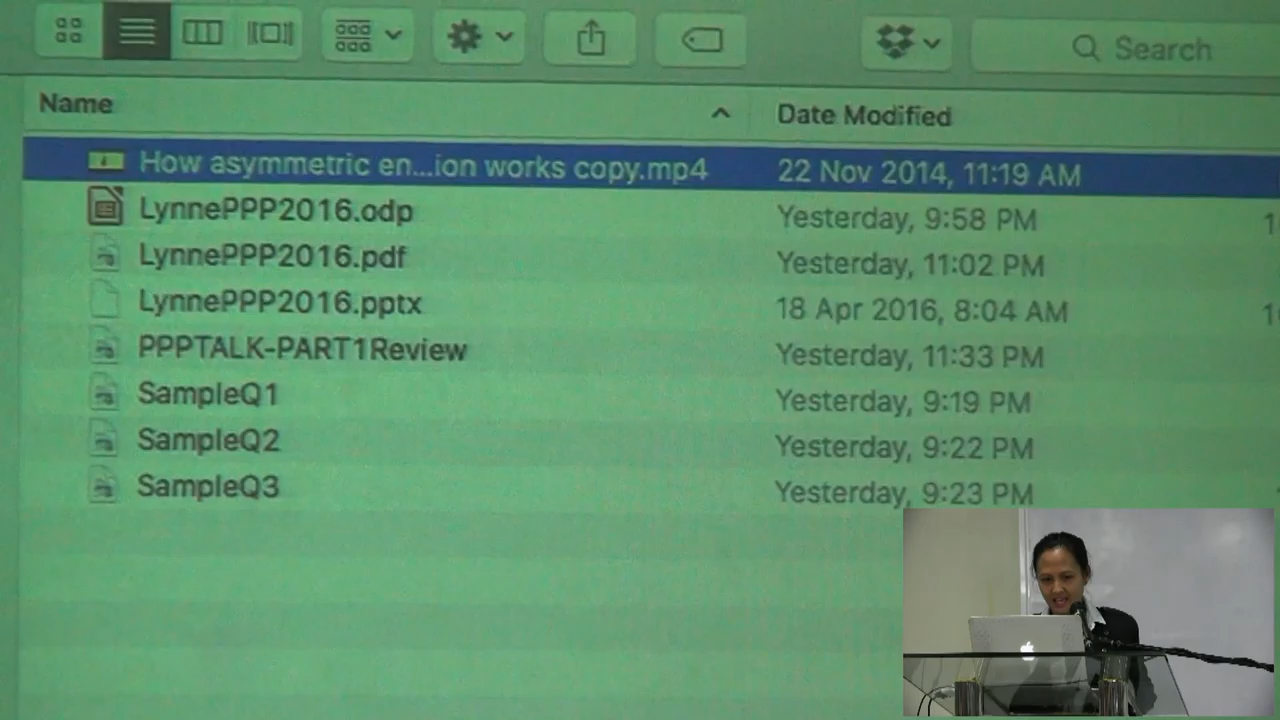 Search
Name Date Modified
How asymmetric en...ion works copy.mp4 22 Nov 2014, 11:19 AM
LynnePPP2016.odp Yesterday, 9:58 PM
LynnePPP2016.pdf Yesterday, 11:02 PM
LynnePPP2016.pptx 18 Apr 2016, 8:04 AM
PPPTALK-PART1Review Yesterday, 11:33 PM
SampleQ1 Yesterday, 9:19 PM
SampleQ2 Yesterday, 9:22 PM
SampleQ3 Yesterday, 9:23 PM